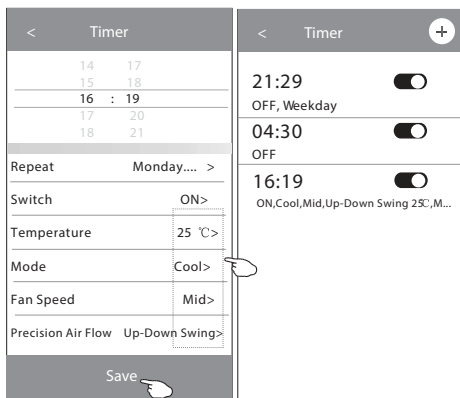 < Timer
14 17
15 18
16 : 19
17 20
18 21
Repeat Monday.... >
Switch ON>
Temperature 25 ℃>
Mode Cool>
Fan Speed Mid>
Precision Air Flow Up-Down Swing>
Save
< Timer +
21:29
OFF, Weekday
04:30
OFF
16:19
ON,Cool,Mid,Up-Down Swing 25℃,M...